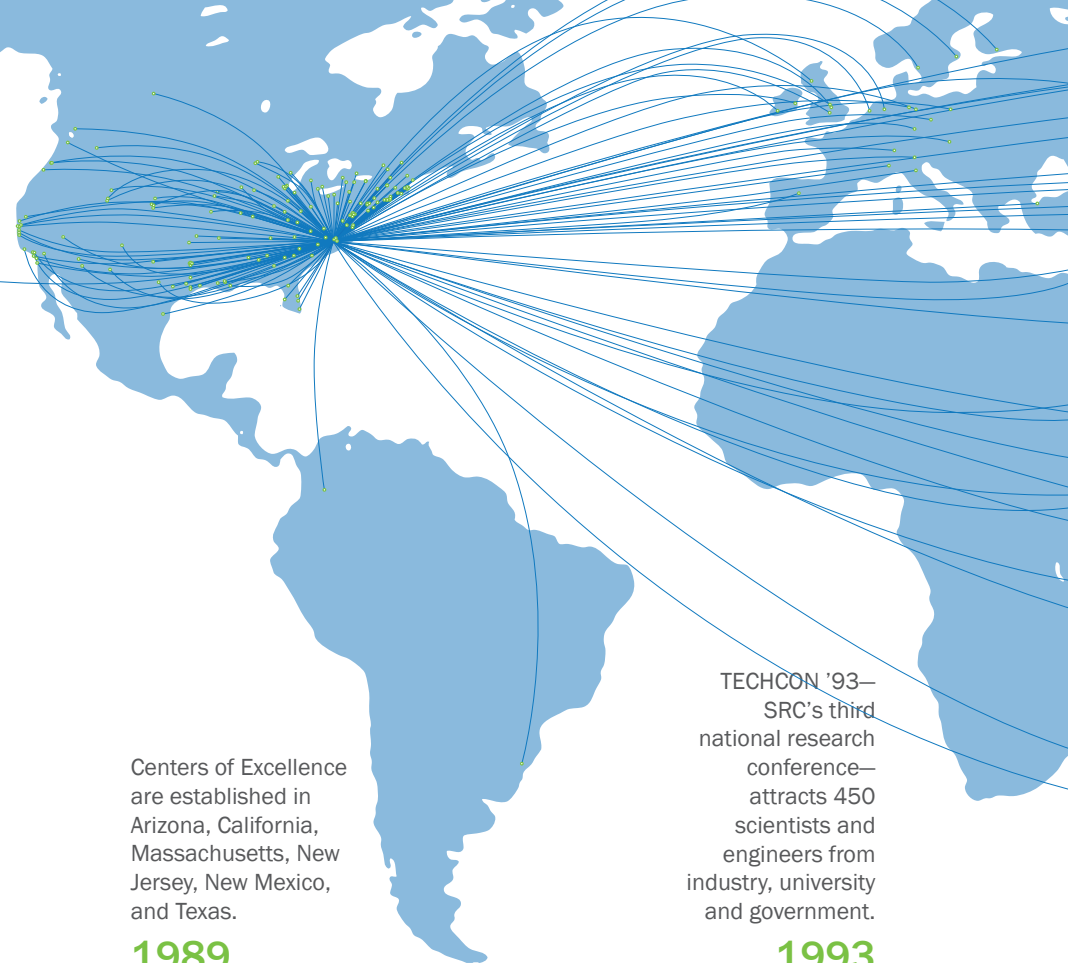 Centers of Excellence
are established in
Arizona, California,
Massachusetts, New
Jersey, New Mexico,
and Texas.
1989
TECHCON ’93—
SRC’s third
national research
conference—
attracts 450
scientists and
engineers from
industry, university
and government.
1993